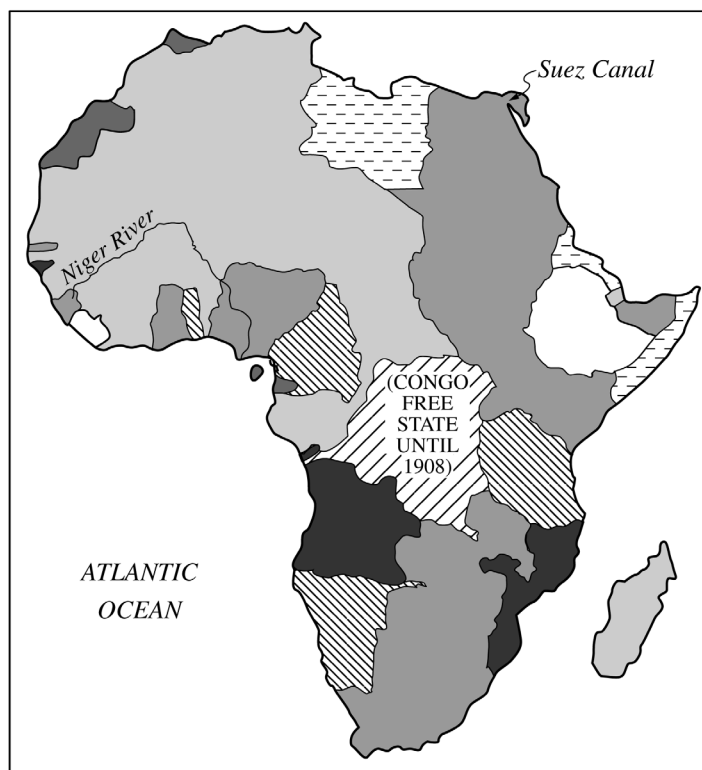 Suez Canal
Niger River
(CONGO
FREE
STATE
UNTIL
1908)
ATLANTIC
OCEAN